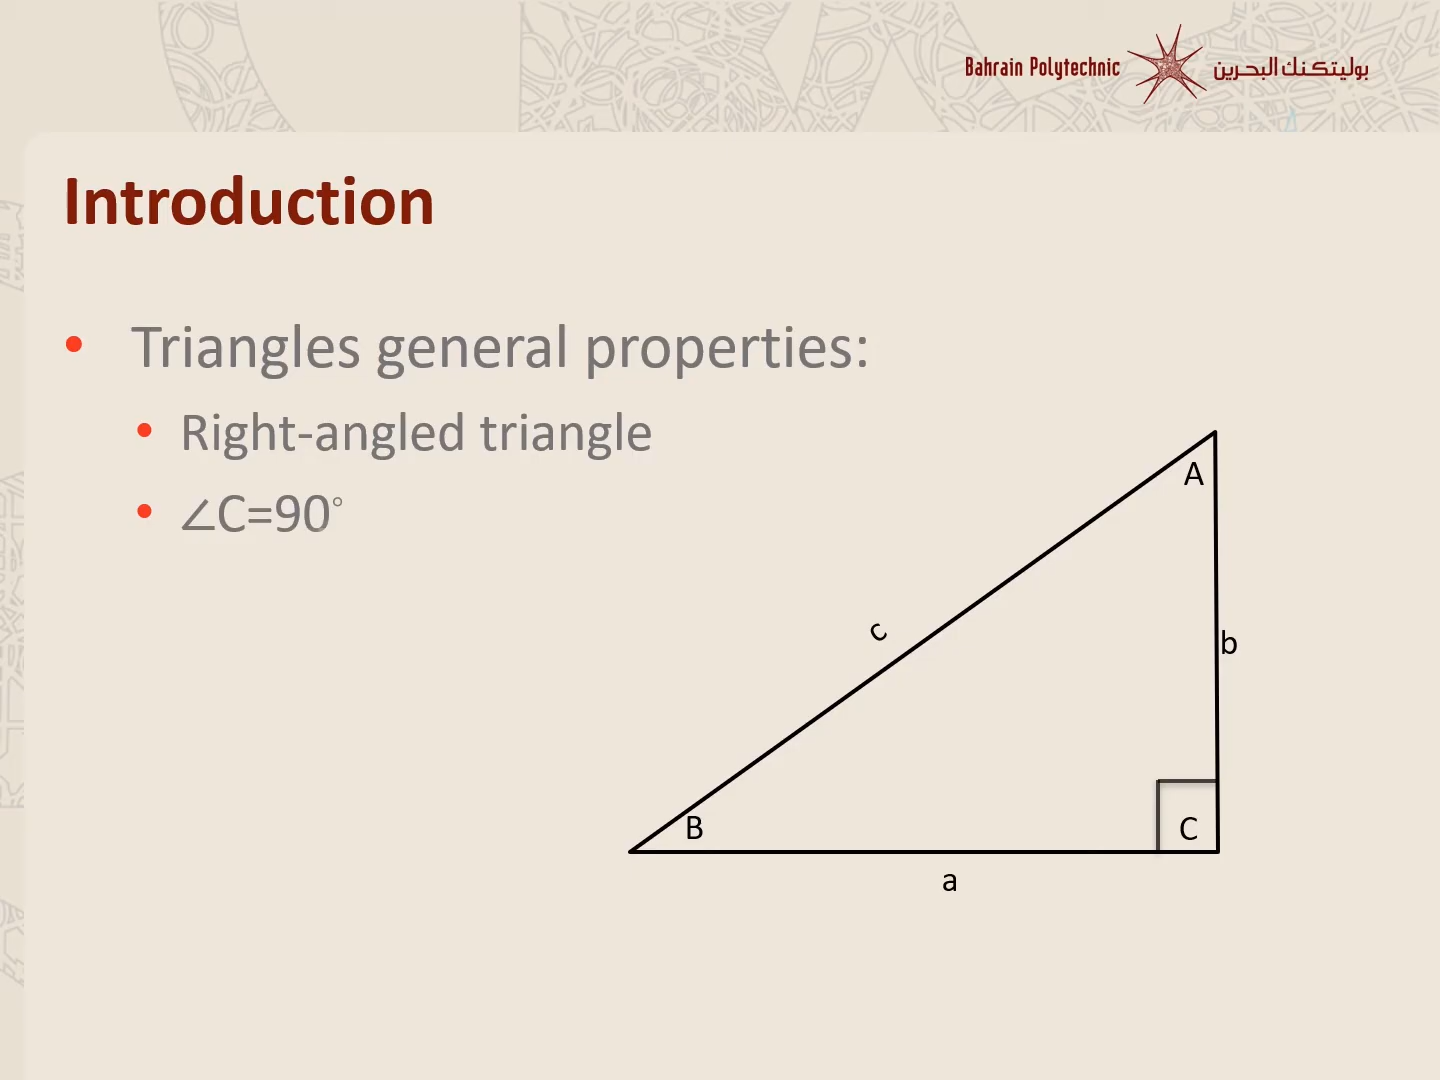 Bahrain Polytechnic بوليتكنك البحرين
Introduction
• Triangles general properties:
• Right-angled triangle
• ∠C=90°
A
c
b
B
C
a